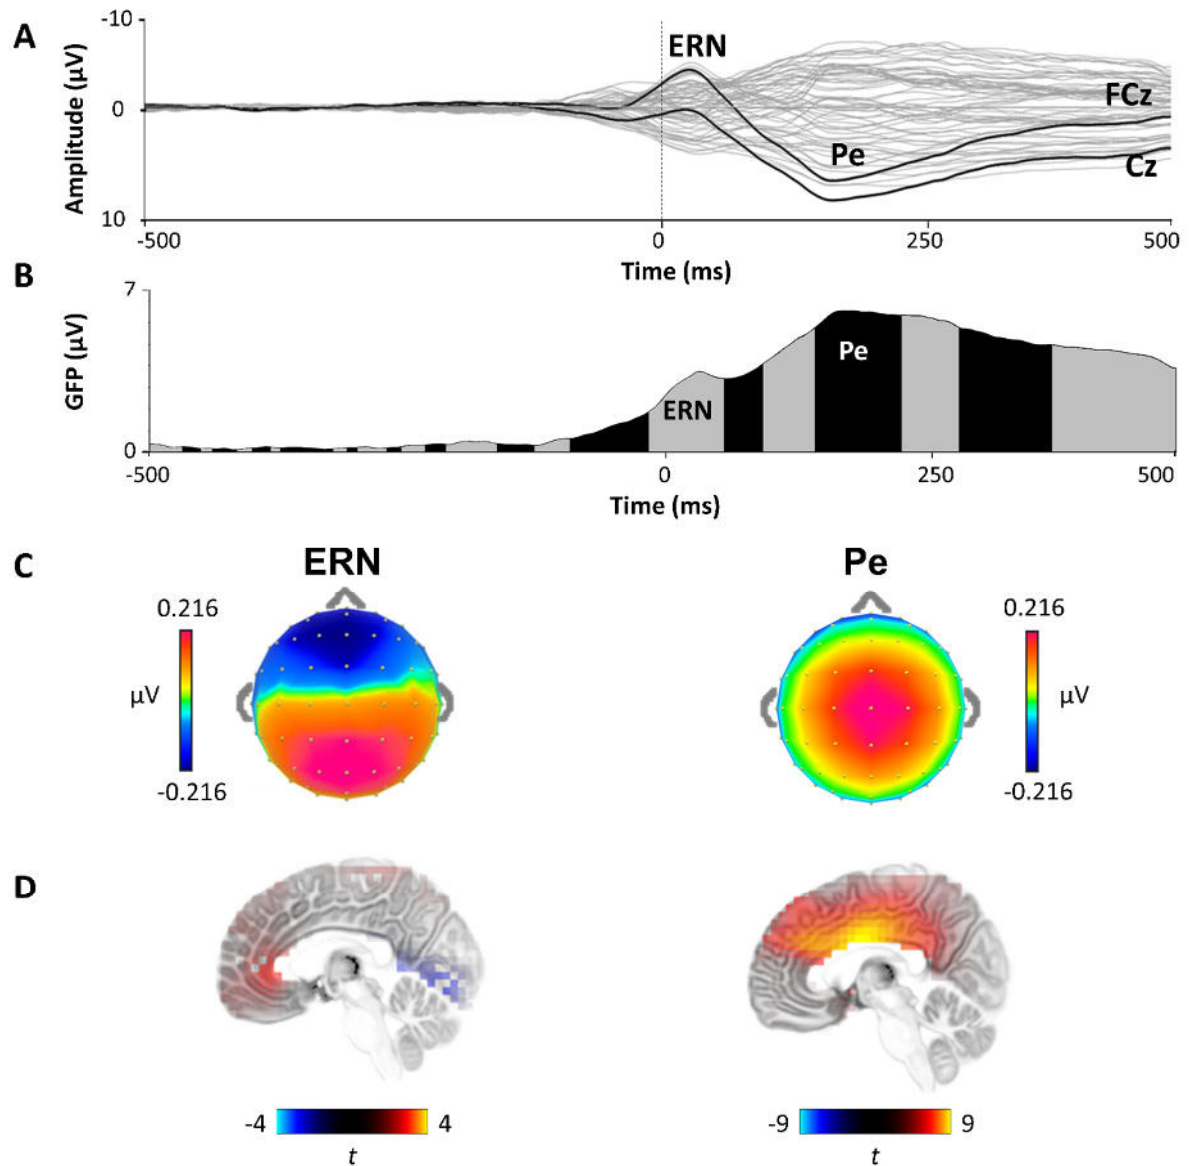 A
-10
0
10
Amplitude (μV)
ERN
Pe
FCz
Cz
-500
0
250
500
Time (ms)
B
7
0
GFP (μV)
ERN
Pe
-500
0
250
500
Time (ms)
C
ERN
Pe
0.216
μV
-0.216
0.216
μV
-0.216
D
-4
4
t
-9
9
t